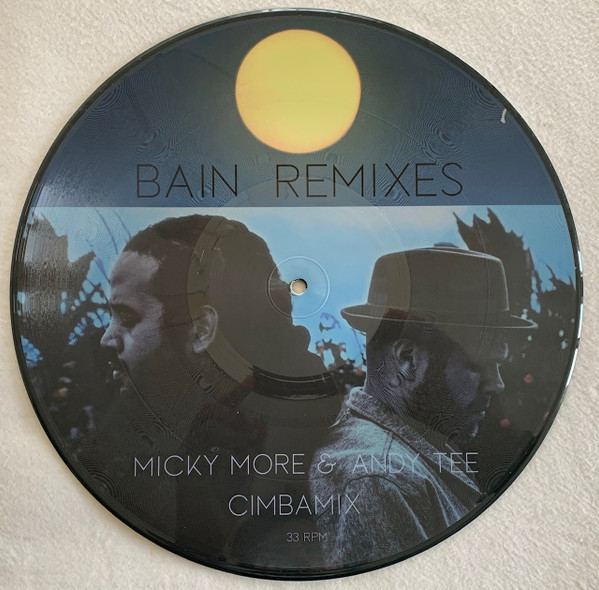 BAIN REMIXES
MICKY MORE & ANDY TEE
CIMBAMIX
33 RPM